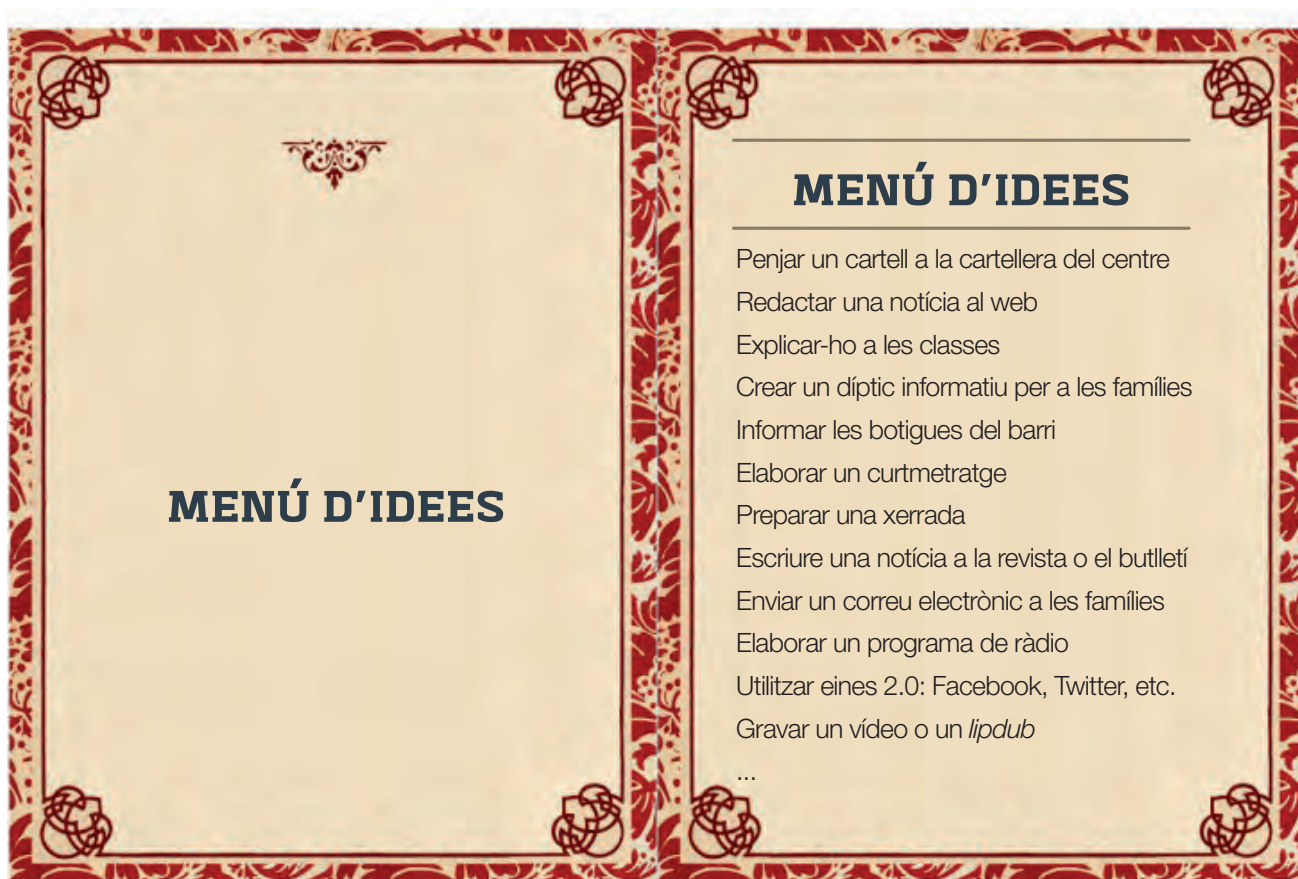 MENÚ D'IDEES
MENÚ D'IDEES
Penjar un cartell a la cartellera del centre
Redactar una notícia al web
Explicar-ho a les classes
Crear un díptic informatiu per a les famílies
Informar les botigues del barri
Elaborar un curtmetratge
Preparar una xerrada
Escriure una notícia a la revista o el butlletí
Enviar un correu electrònic a les famílies
Elaborar un programa de ràdio
Utilitzar eines 2.0: Facebook, Twitter, etc.
Gravar un vídeo o un lipdub
...